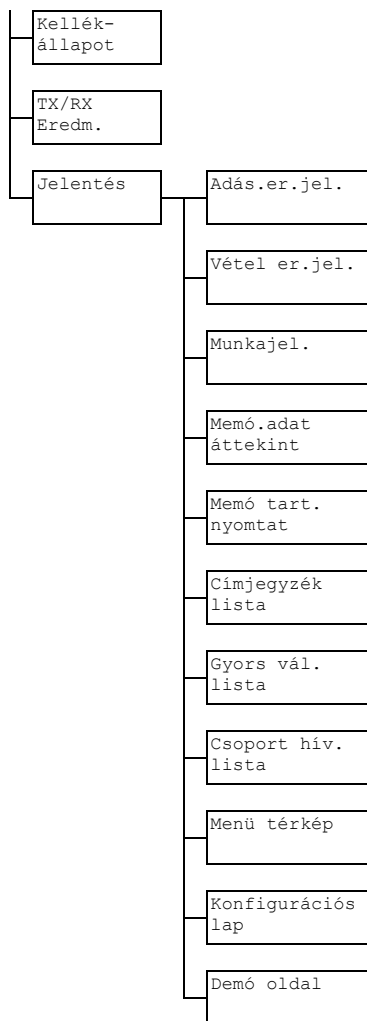 Kellék-
állapot
TX/RX
Eredm.
Jelentés
Adás.er.jel.
Vétel er.jel.
Munkajel.
Memó.adat
áttekint
Memó tart.
nyomtat
Címjegyzék
lista
Gyors vál.
lista
Csoport hív.
lista
Menü térkép
Konfigurációs
lap
Demó oldal